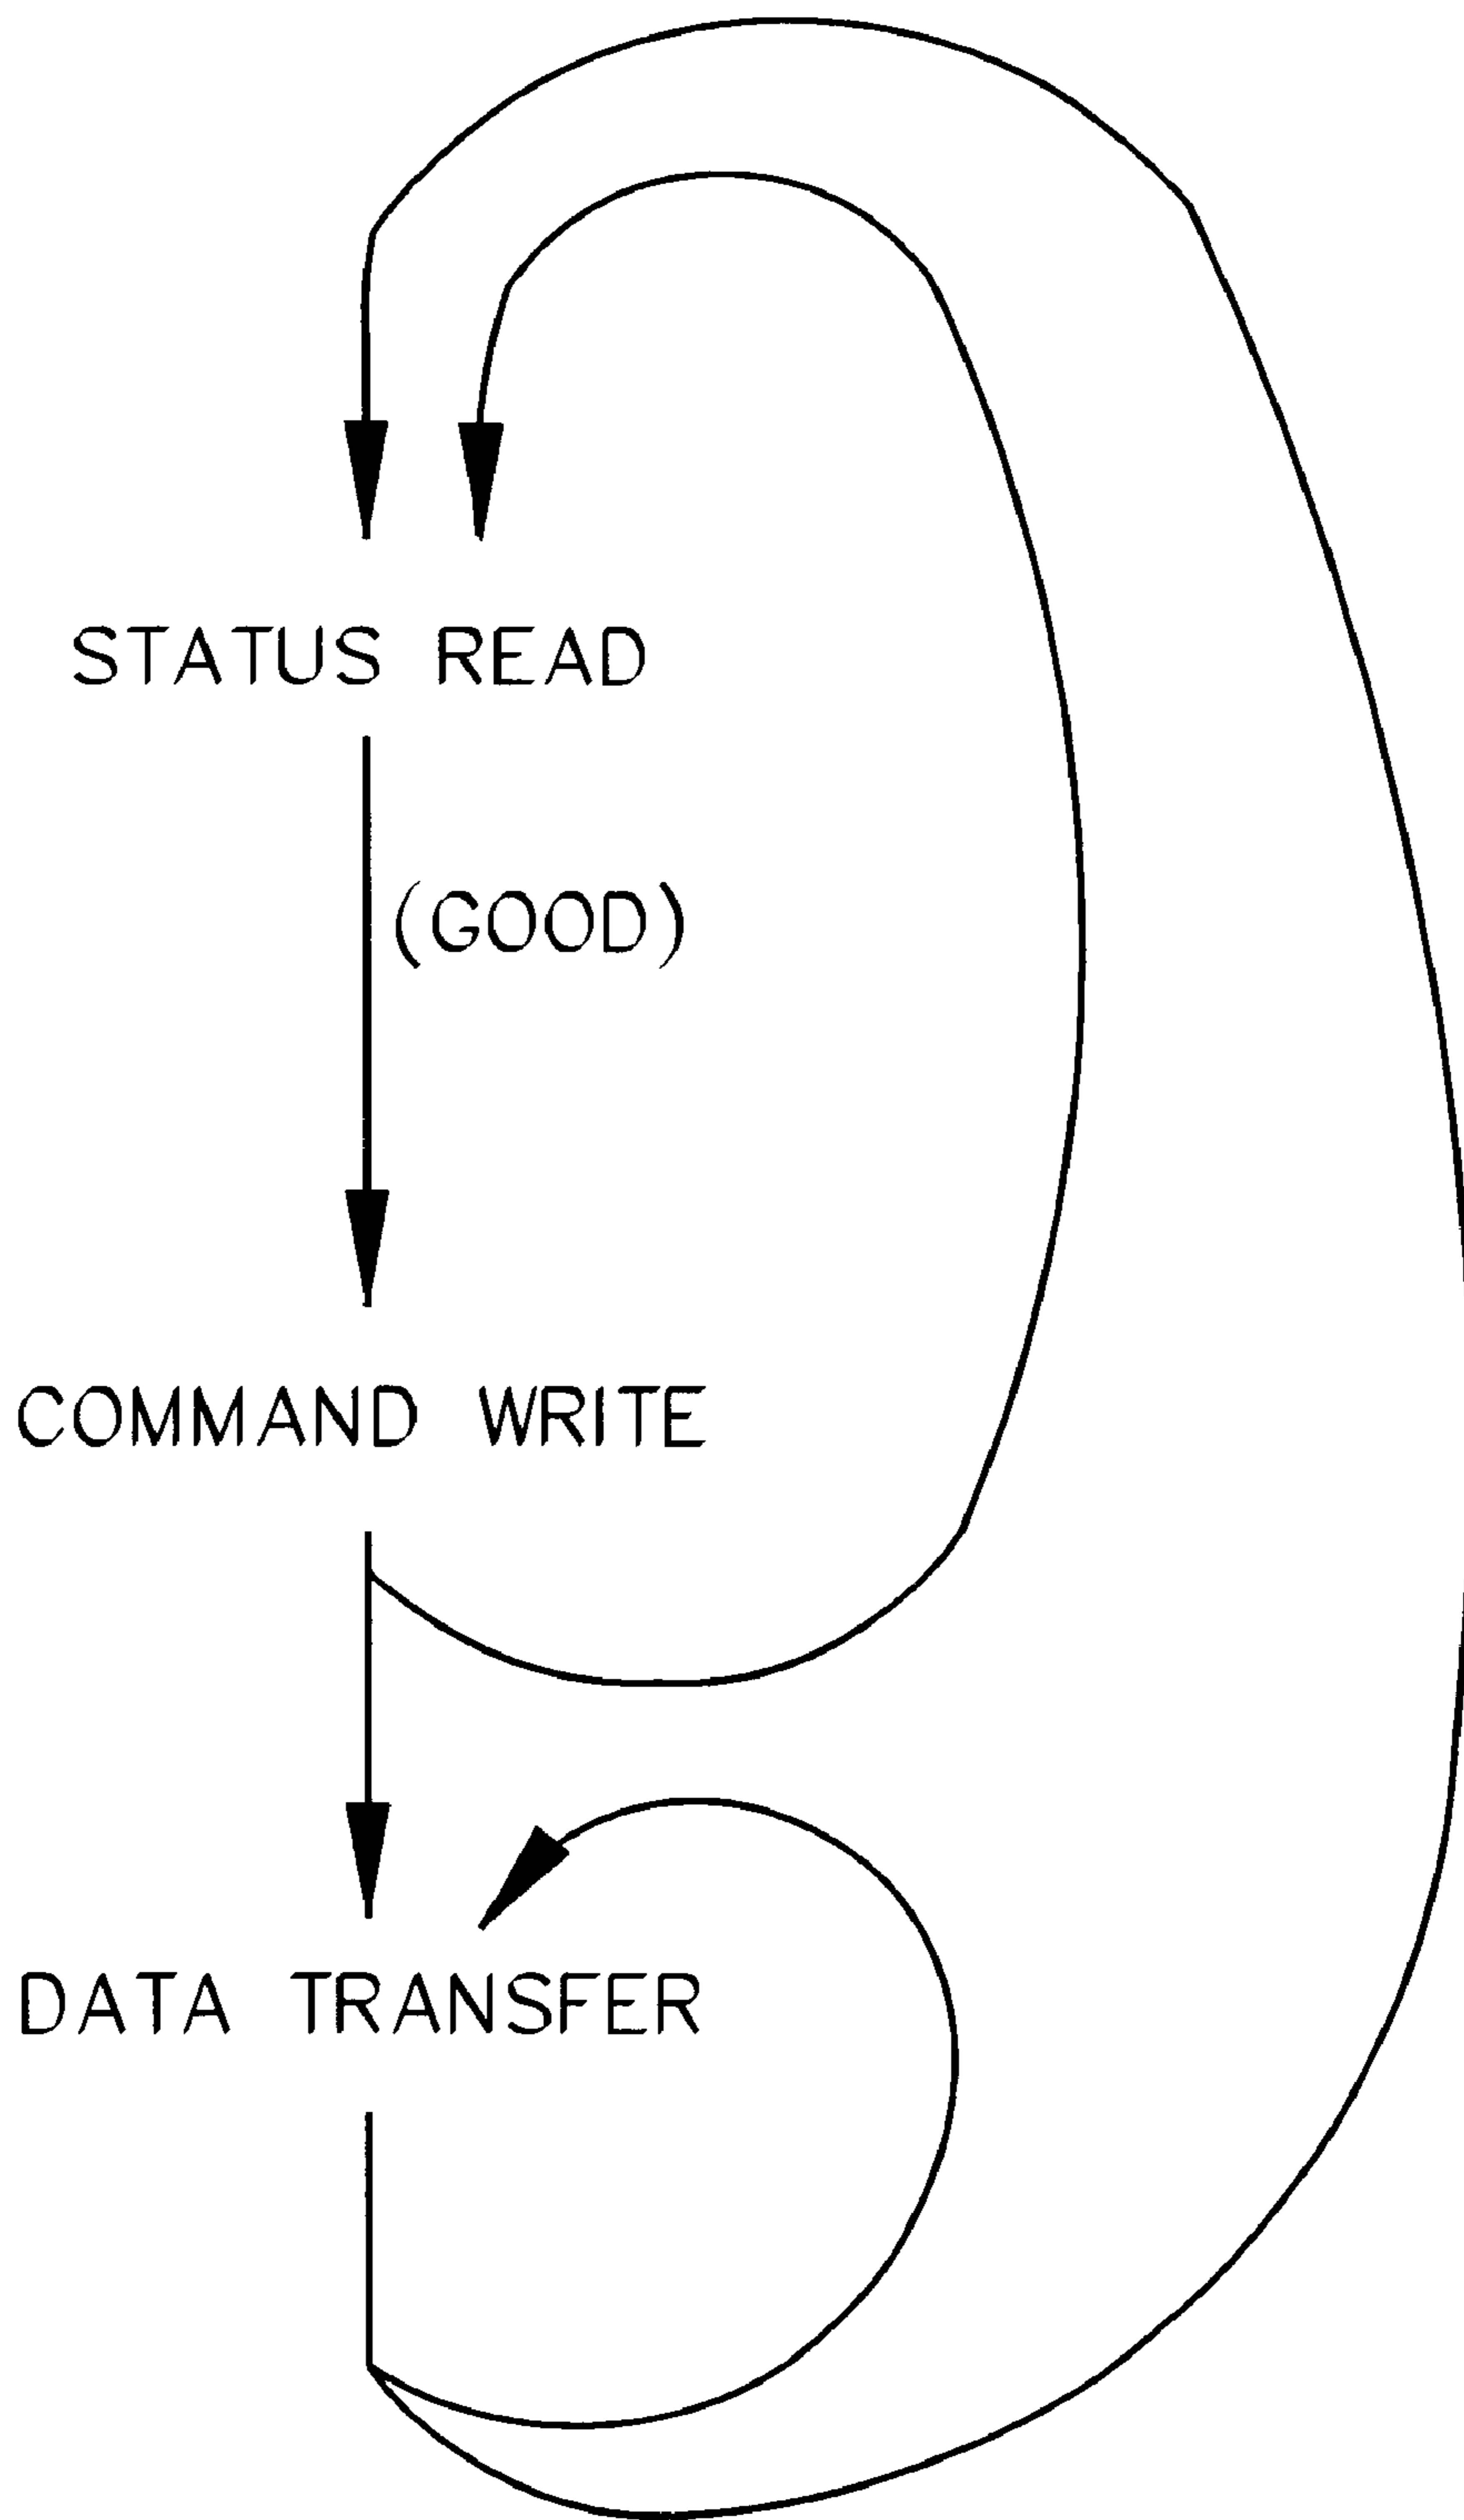 STATUS READ
(GOOD)
COMMAND WRITE
DATA TRANSFER